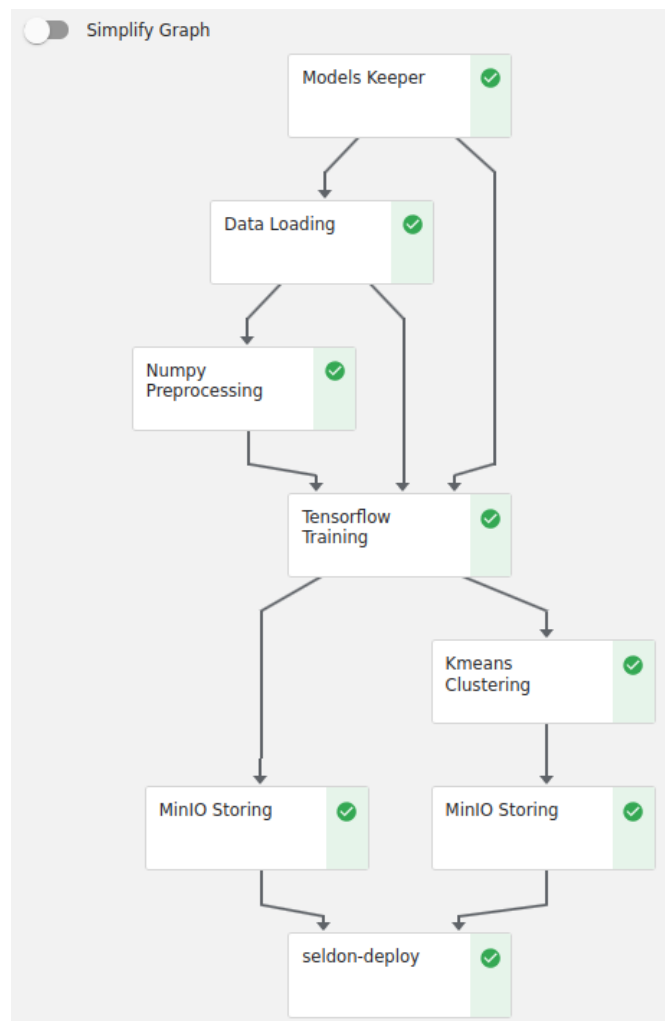 Simplify Graph
Models Keeper
Data Loading
Numpy
Preprocessing
Tensorflow
Training
Kmeans
Clustering
MinIO Storing
MinIO Storing
seldon-deploy